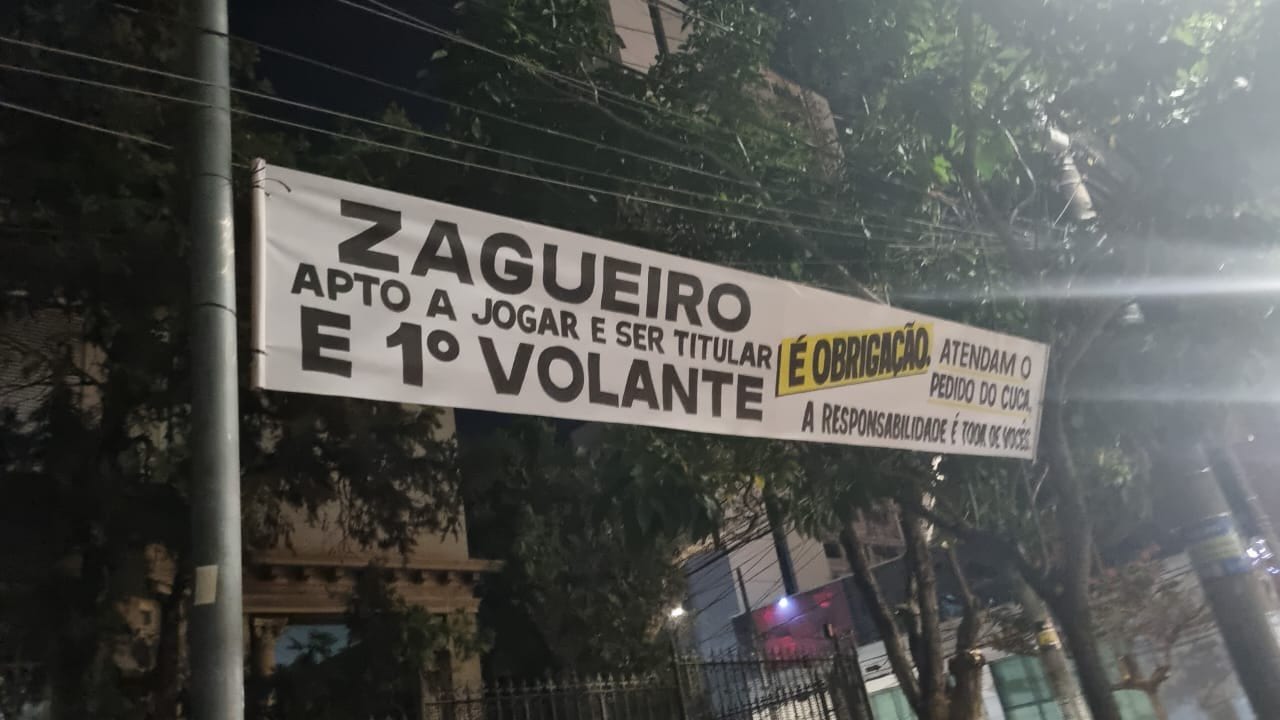 ZAGUEIRO
APTO A JOGAR E SER TITULAR
E 1º VOLANTE
É OBRIGAÇÃO.
ATENDAM O
PEDIDO DO CUCA,
A RESPONSABILIDADE É TODA DE VOCÊS.